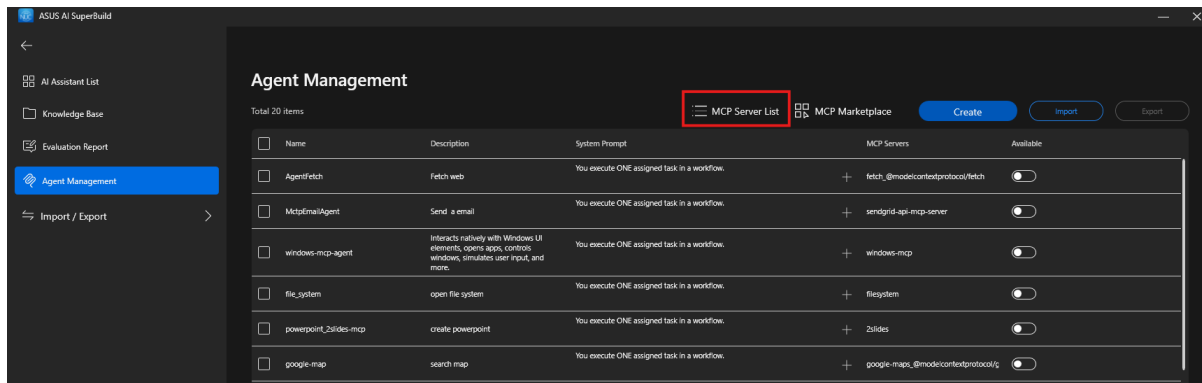 ASUS AI SuperBuild
AI Assistant List
Knowledge Base
Evaluation Report
Agent Management
Import / Export
Agent Management
Total 20 items
MCP Server List
MCP Marketplace
Create
Import
Export
Name Description System Prompt MCP Servers Available
AgentFetch Fetch web You execute ONE assigned task in a workflow. fetch_@modelcontextprotocol/fetch
MctpEmailAgent Send a email You execute ONE assigned task in a workflow. sendgrid-api-mcp-server
windows-mcp-agent
Interacts natively with Windows UI
elements, opens apps, controls
windows, simulates user input, and
more.
You execute ONE assigned task in a workflow. windows-mcp
file_system open file system You execute ONE assigned task in a workflow. filesystem
powerpoint_2slides-mcp create powerpoint You execute ONE assigned task in a workflow. 2slides
google-map search map You execute ONE assigned task in a workflow. google-maps_@modelcontextprotocol/g